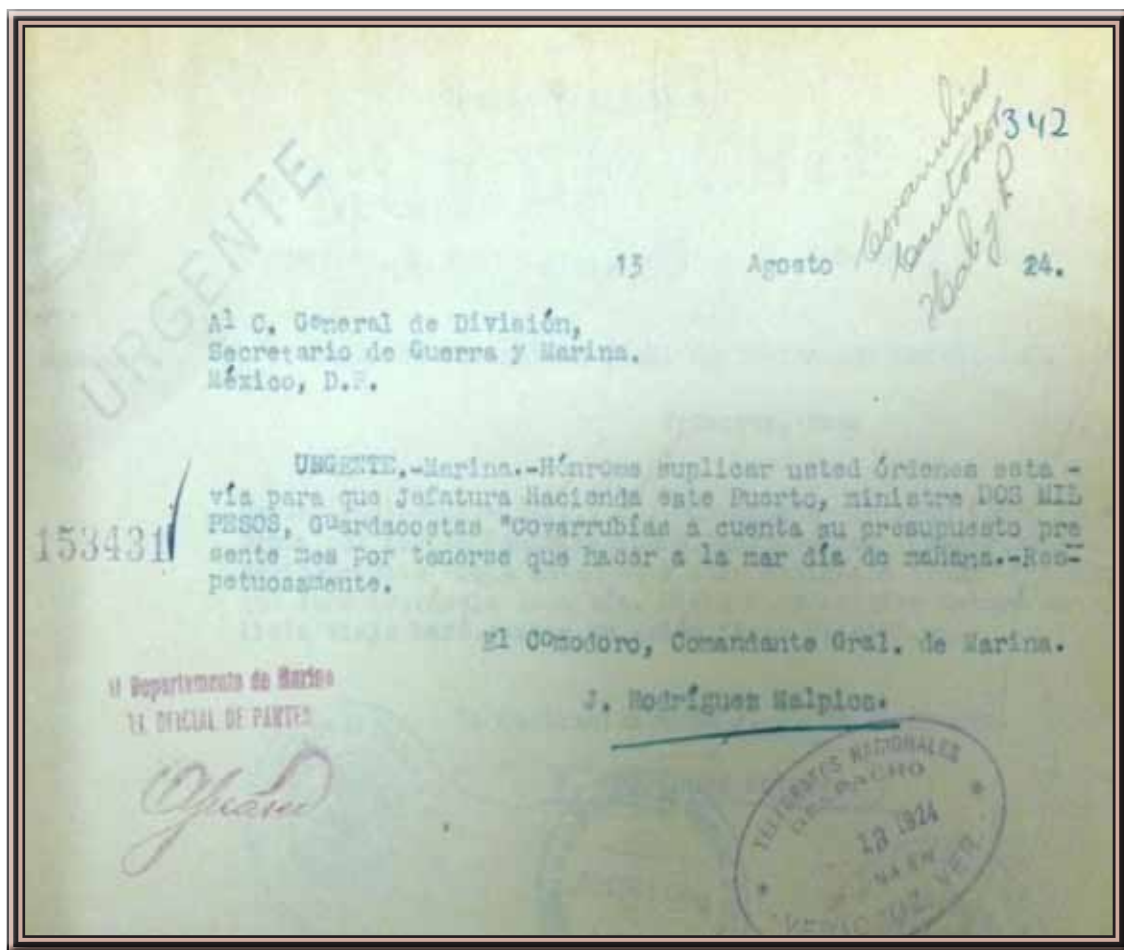 342
URGENTE
13 Agosto 24.
Al C. General de División,
Secretario de Guerra y Marina.
México, D.F.
URGENTE.-Marina.-Hónrome suplicar usted órdenes esta -
vía para que Jefatura Hacienda este Puerto, ministre DOS MIL
153431
PESOS, Guardacostas "Covarrubias a cuenta su presupuesto pre
sente mes por tenerse que hacer a la mar día de mañana.-Res-
petuosamente.
El Comodoro, Comandante Gral. de Marina.
Departamento de Marina
OFICIAL DE PARTES
J. Rodríguez Malpica.
TELEGRAFOS NACIONALES
DESPACHO
1924
VERACRUZ, VER.